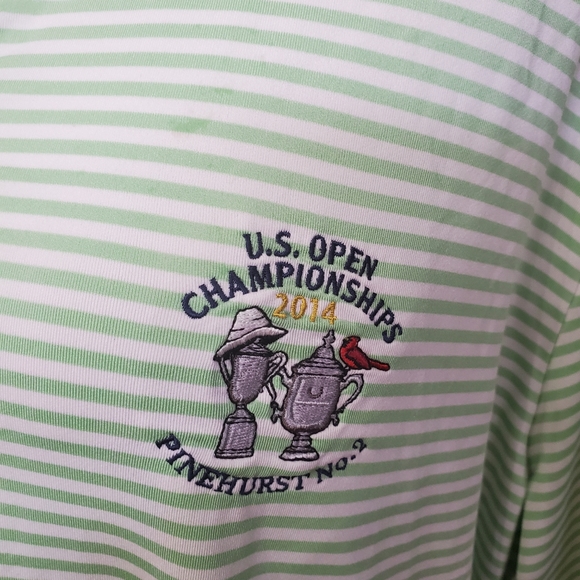 U.S. OPEN
CHAMPIONSHIPS
2014
PINEHURST No. 2